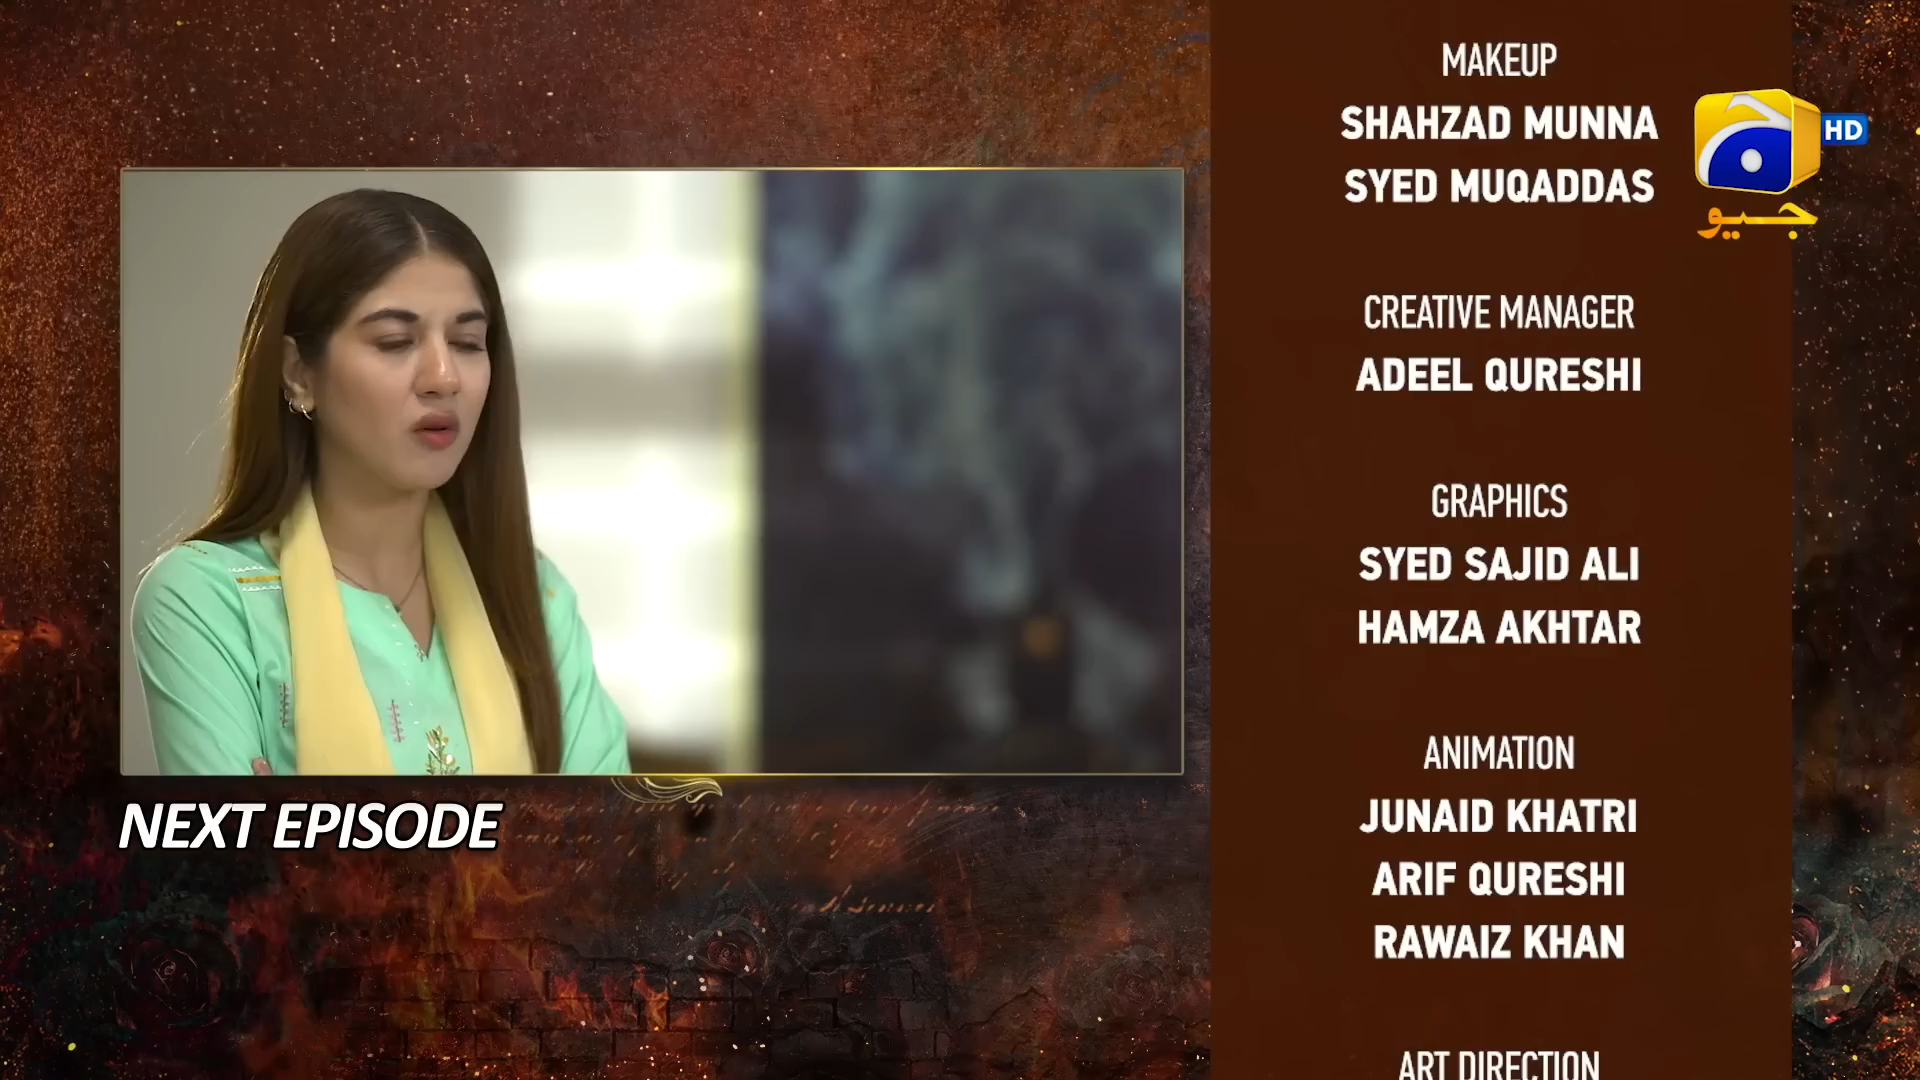 MAKEUP
SHAHZAD MUNNA
SYED MUQADDAS
HD
جیو
CREATIVE MANAGER
ADEEL QURESHI
GRAPHICS
SYED SAJID ALI
HAMZA AKHTAR
ANIMATION
JUNAID KHATRI
ARIF QURESHI
RAWAIZ KHAN
ART DIRECTION
NEXT EPISODE